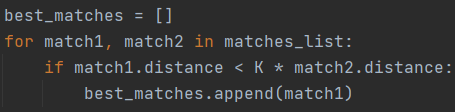 best_matches = []
for match1, match2 in matches_list:
    if match1.distance < K * match2.distance:
        best_matches.append(match1)